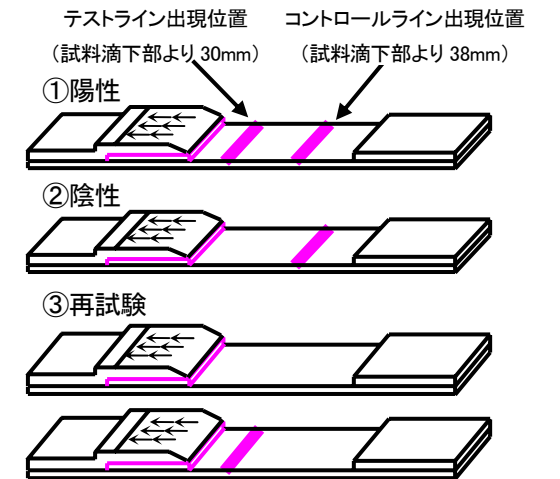 テストライン出現位置
コントロールライン出現位置
（試料滴下部より 30mm）
（試料滴下部より 38mm）
①陽性
②陰性
③再試験